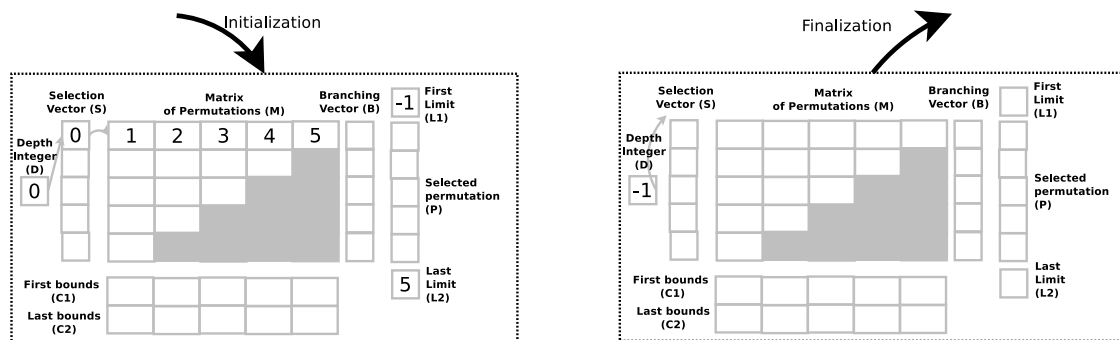 Initialization
Selection
Vector (S)
Matrix
of Permutations (M)
Branching
Vector (B)
First
Limit
(L1)
-1
0
1 2 3 4 5
Depth
Integer
(D)
0
Selected
permutation
(P)
Last
Limit
(L2)
5
First bounds
(C1)
Last bounds
(C2)
Finalization
Selection
Vector (S)
Matrix
of Permutations (M)
Branching
Vector (B)
First
Limit
(L1)
Depth
Integer
(D)
-1
Selected
permutation
(P)
Last
Limit
(L2)
First bounds
(C1)
Last bounds
(C2)